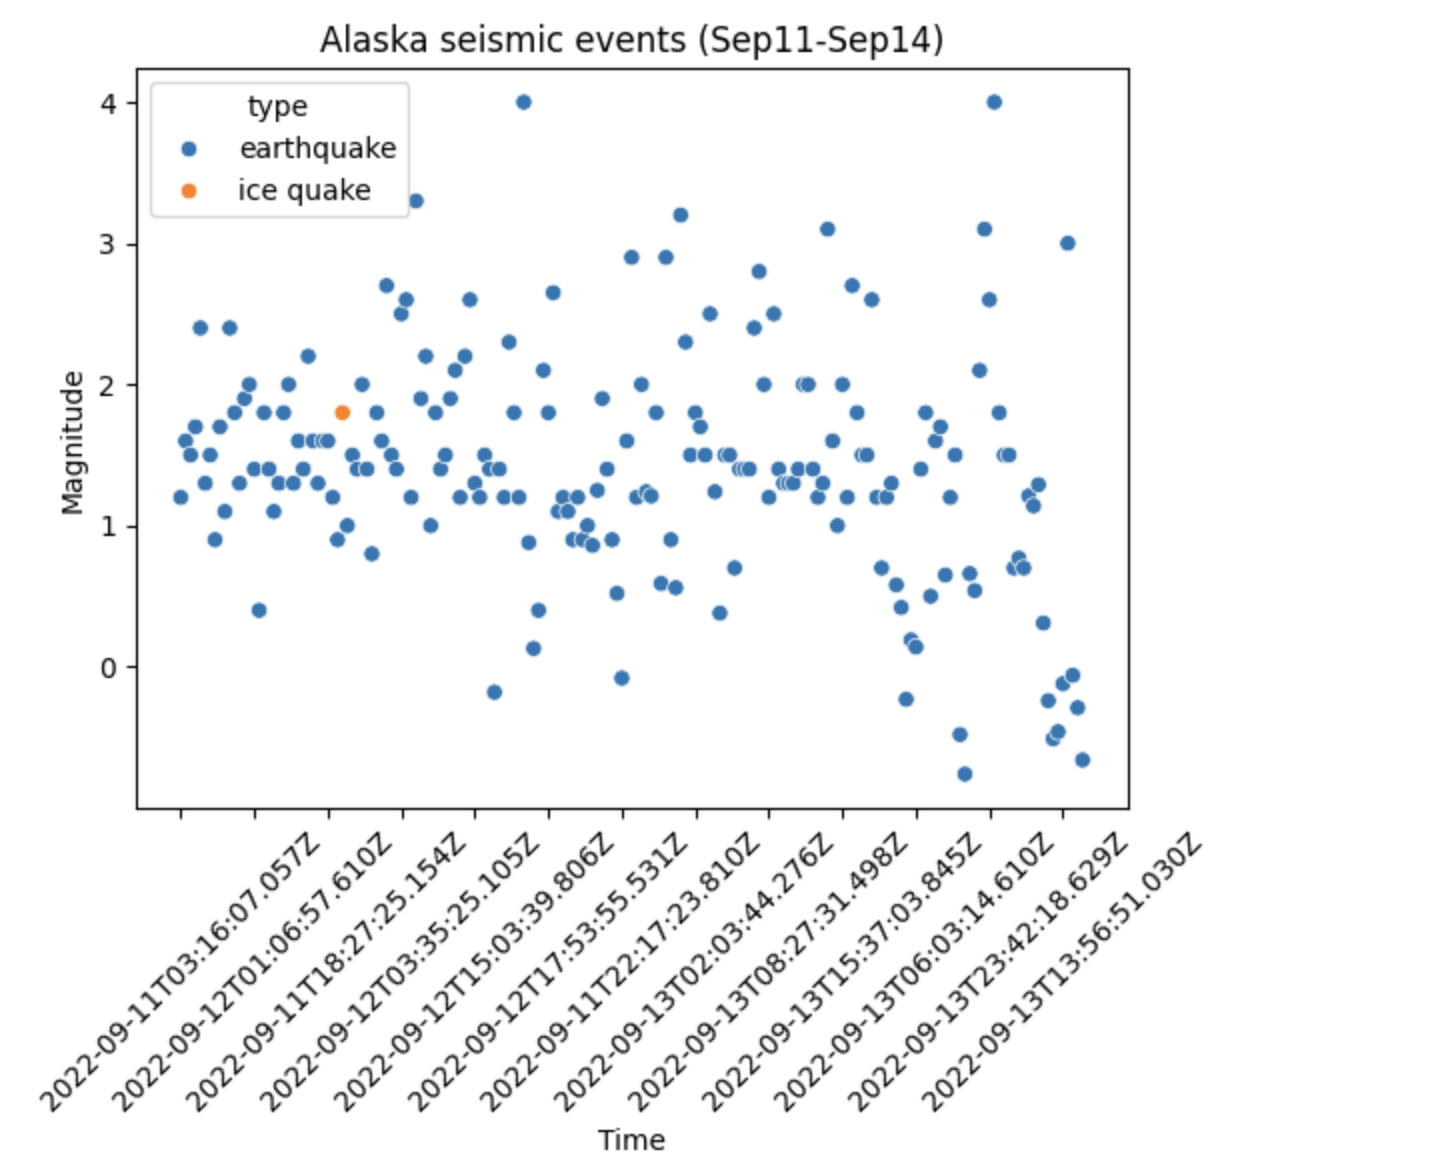 Alaska seismic events (Sep11-Sep14)
type
earthquake
ice quake
4
3
2
1
0
Magnitude
2022-09-11T03:16:07.057Z
2022-09-12T01:06:57.610Z
2022-09-11T18:27:25.154Z
2022-09-12T03:35:25.105Z
2022-09-12T15:03:39.806Z
2022-09-12T17:53:55.531Z
2022-09-11T22:17:23.810Z
2022-09-13T02:03:44.276Z
2022-09-13T08:27:31.498Z
2022-09-13T15:37:03.845Z
2022-09-13T06:03:14.610Z
2022-09-13T23:42:18.629Z
2022-09-13T13:56:51.030Z
Time